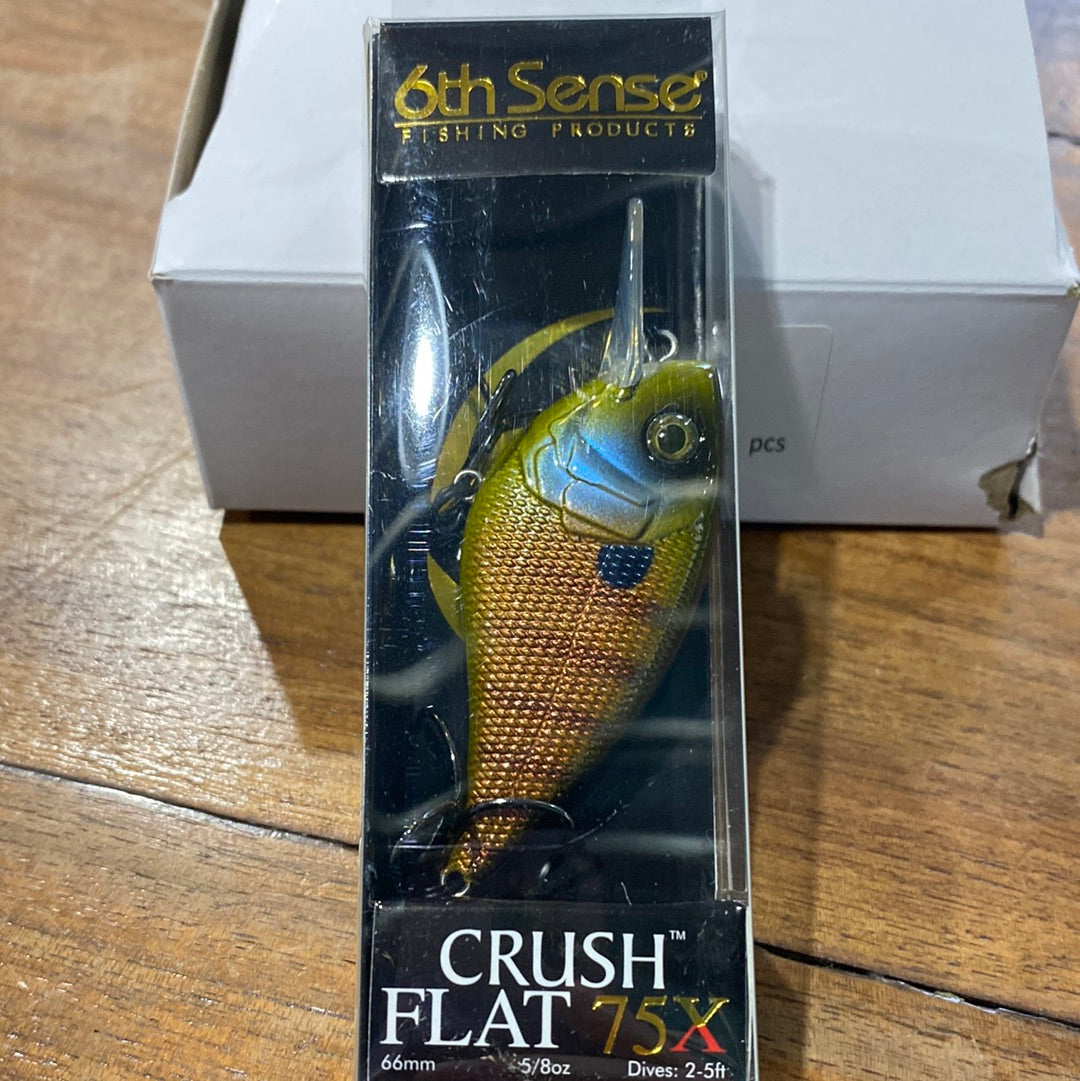 6th Sense®
FISHING PRODUCTS
pcs
CRUSH™
FLAT 75X
66mm 5/8oz Dives: 2-5ft